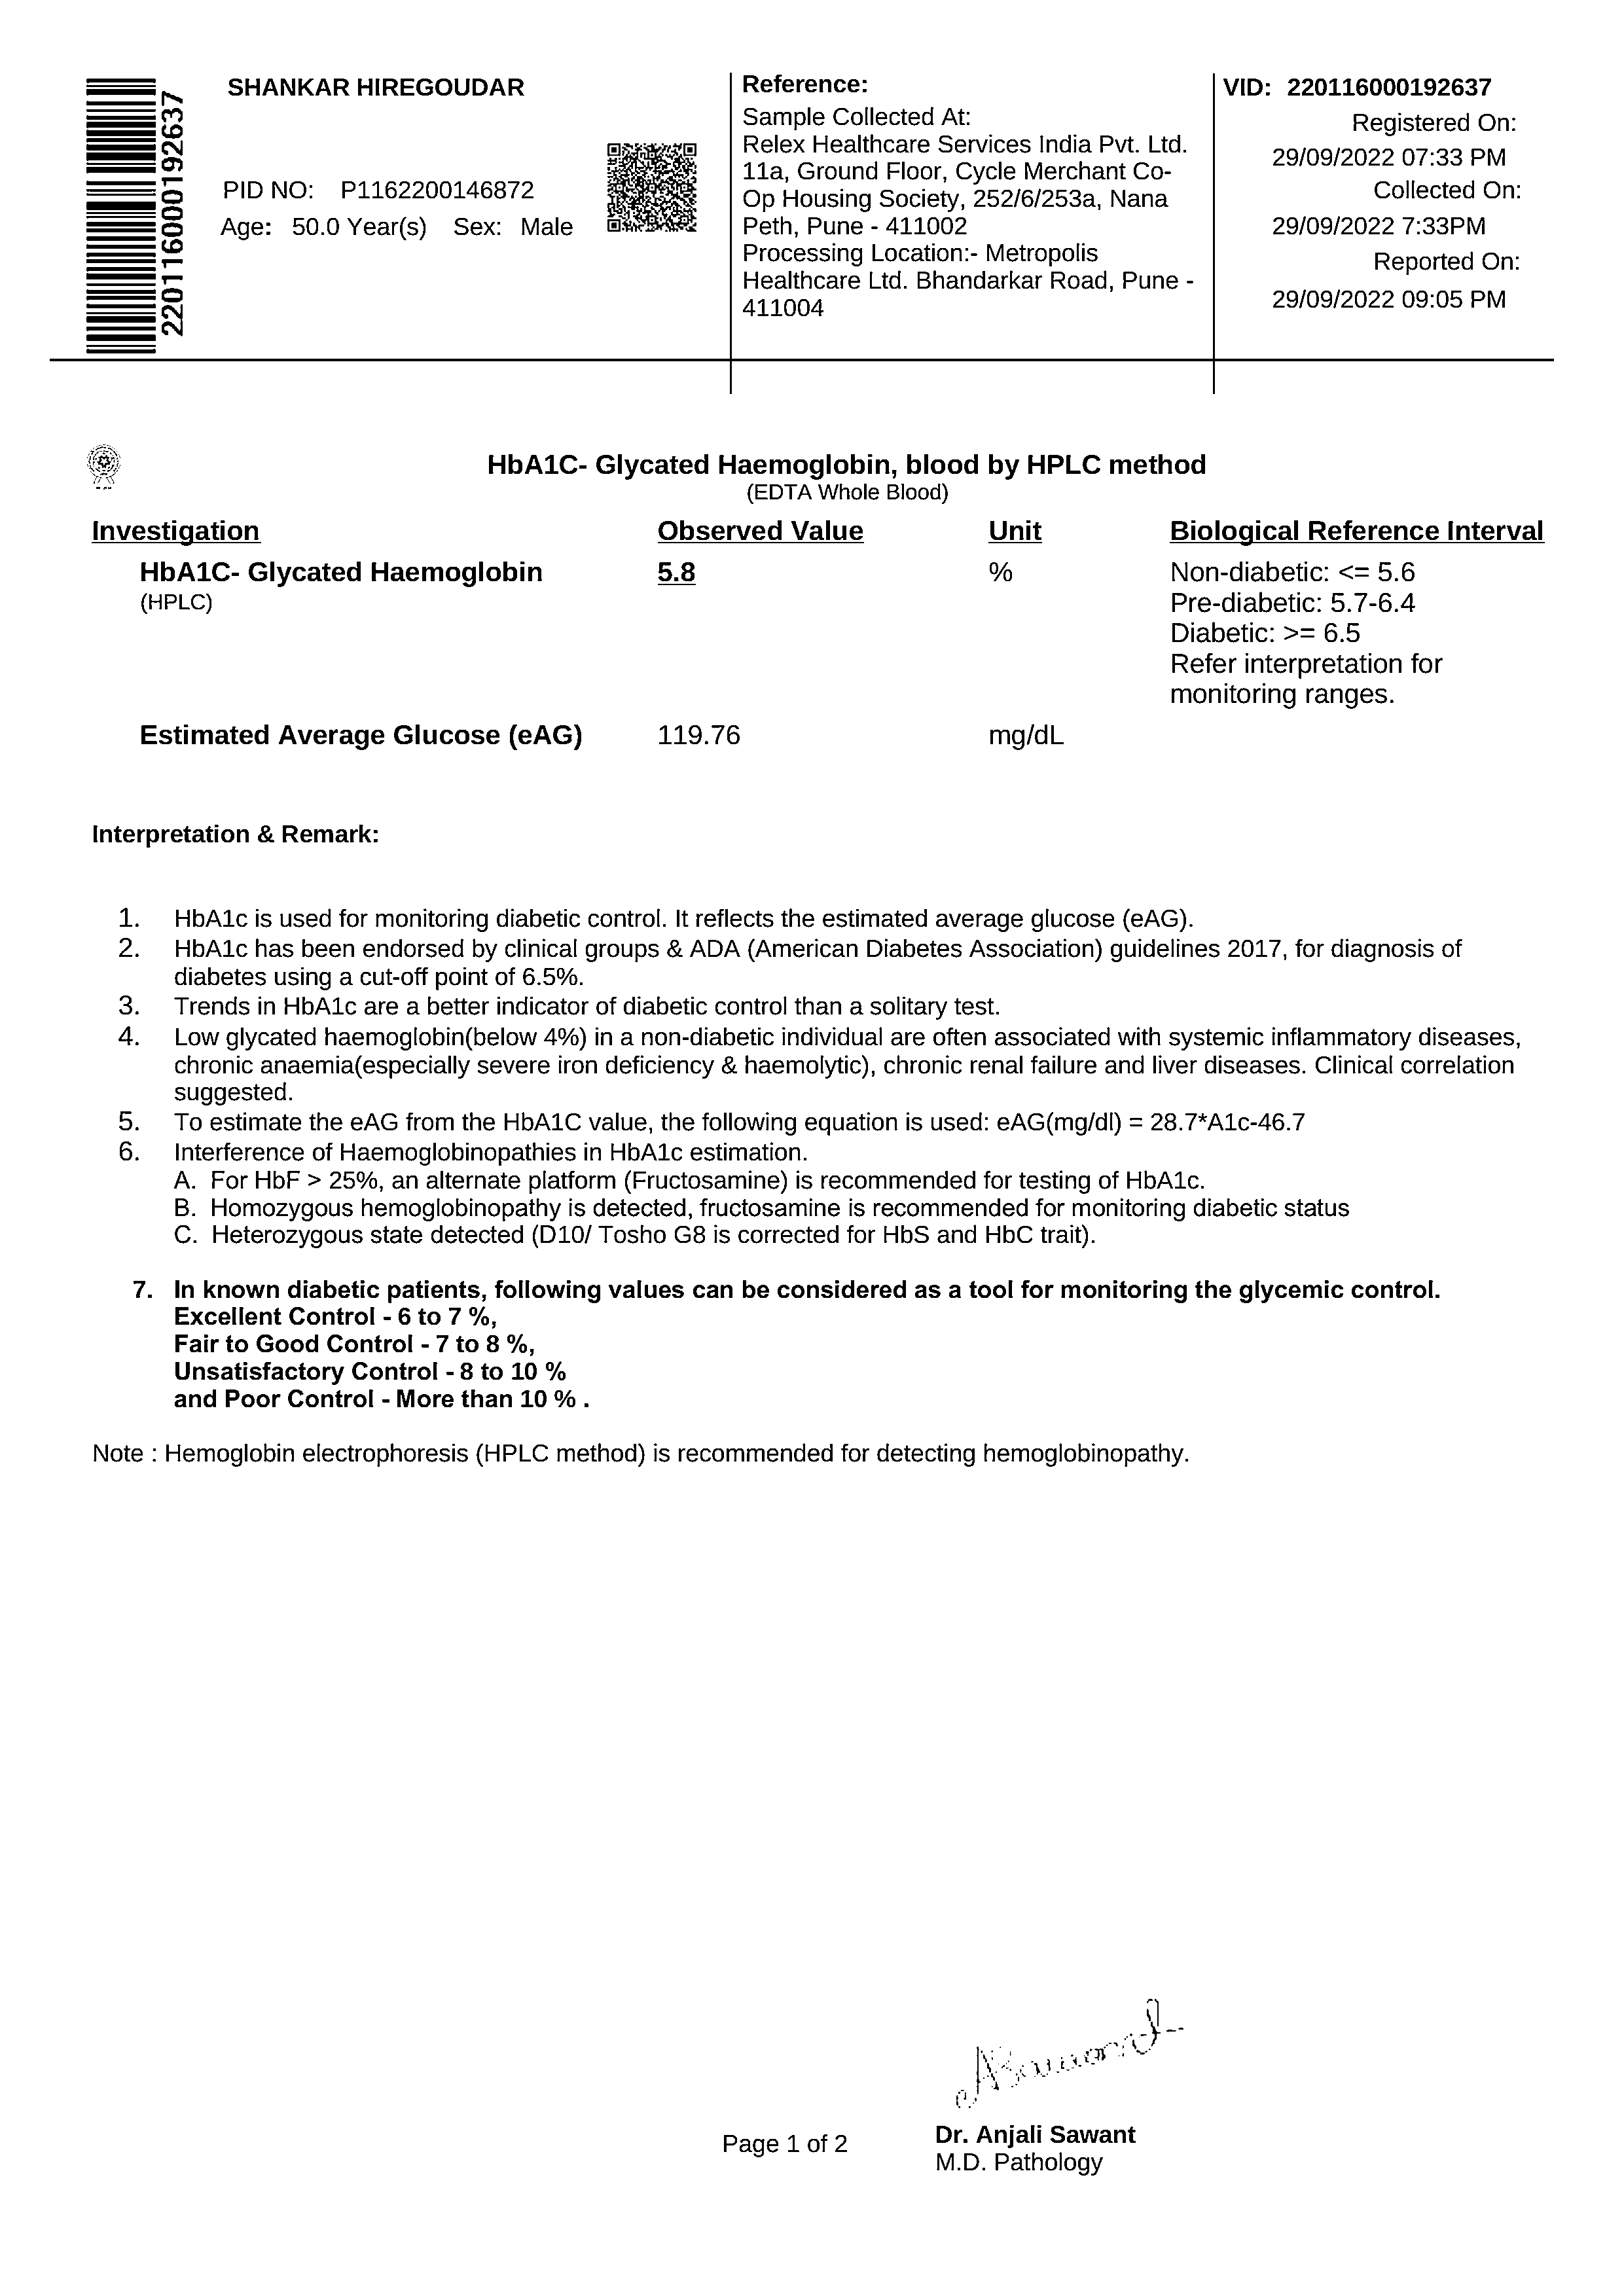 220116000192637
SHANKAR HIREGOUDAR
PID NO: P1162200146872
Age: 50.0 Year(s) Sex: Male
Reference:
Sample Collected At:
Relex Healthcare Services India Pvt. Ltd.
11a, Ground Floor, Cycle Merchant Co-
Op Housing Society, 252/6/253a, Nana
Peth, Pune - 411002
Processing Location:- Metropolis
Healthcare Ltd. Bhandarkar Road, Pune -
411004
VID: 220116000192637
Registered On:
29/09/2022 07:33 PM
Collected On:
29/09/2022 7:33PM
Reported On:
29/09/2022 09:05 PM
HbA1C- Glycated Haemoglobin, blood by HPLC method
(EDTA Whole Blood)
Investigation Observed Value Unit Biological Reference Interval
HbA1C- Glycated Haemoglobin 5.8 % Non-diabetic: <= 5.6
(HPLC) Pre-diabetic: 5.7-6.4
Diabetic: >= 6.5
Refer interpretation for
monitoring ranges.
Estimated Average Glucose (eAG) 119.76 mg/dL
Interpretation & Remark:
1. HbA1c is used for monitoring diabetic control. It reflects the estimated average glucose (eAG).
2. HbA1c has been endorsed by clinical groups & ADA (American Diabetes Association) guidelines 2017, for diagnosis of
diabetes using a cut-off point of 6.5%.
3. Trends in HbA1c are a better indicator of diabetic control than a solitary test.
4. Low glycated haemoglobin(below 4%) in a non-diabetic individual are often associated with systemic inflammatory diseases,
chronic anaemia(especially severe iron deficiency & haemolytic), chronic renal failure and liver diseases. Clinical correlation
suggested.
5. To estimate the eAG from the HbA1C value, the following equation is used: eAG(mg/dl) = 28.7*A1c-46.7
6. Interference of Haemoglobinopathies in HbA1c estimation.
A. For HbF > 25%, an alternate platform (Fructosamine) is recommended for testing of HbA1c.
B. Homozygous hemoglobinopathy is detected, fructosamine is recommended for monitoring diabetic status
C. Heterozygous state detected (D10/ Tosho G8 is corrected for HbS and HbC trait).
7. In known diabetic patients, following values can be considered as a tool for monitoring the glycemic control.
Excellent Control - 6 to 7 %,
Fair to Good Control - 7 to 8 %,
Unsatisfactory Control - 8 to 10 %
and Poor Control - More than 10 % .
Note : Hemoglobin electrophoresis (HPLC method) is recommended for detecting hemoglobinopathy.
Page 1 of 2
Dr. Anjali Sawant
M.D. Pathology